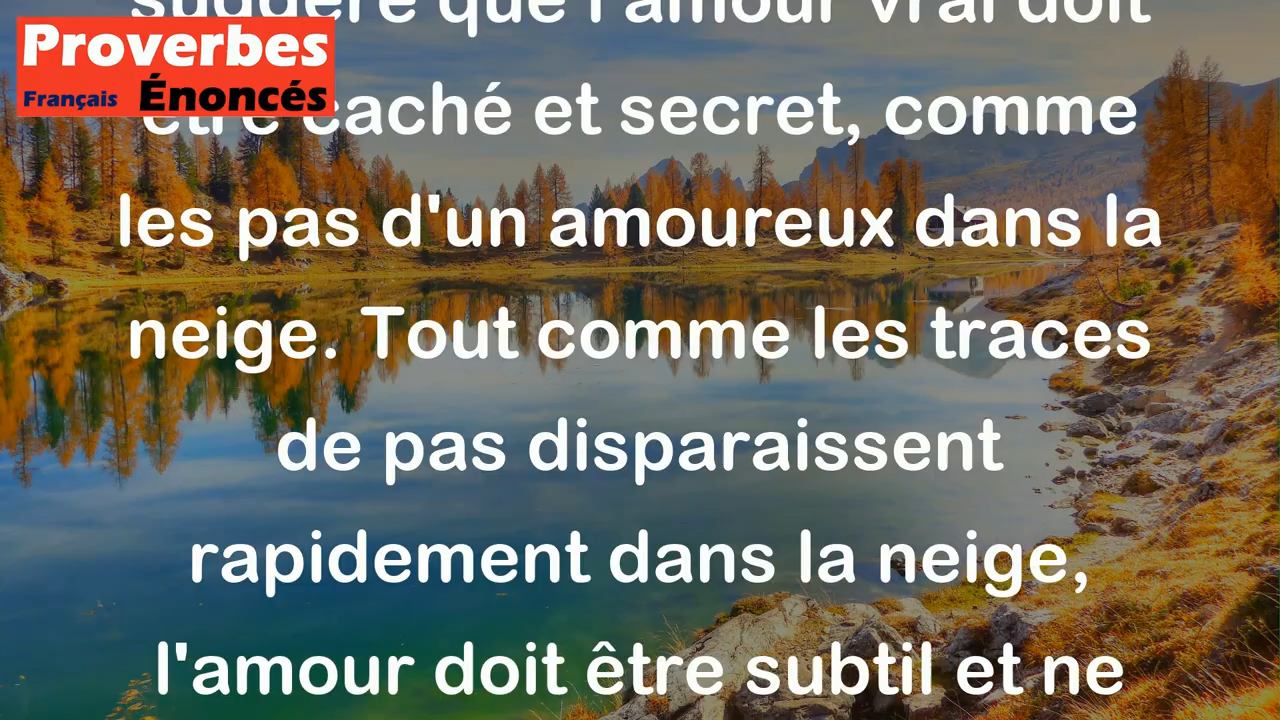 Proverbes
Français Énoncés
suggère que l'amour vrai doit
être caché et secret, comme
les pas d'un amoureux dans la
neige. Tout comme les traces
de pas disparaissent
rapidement dans la neige,
l'amour doit être subtil et ne